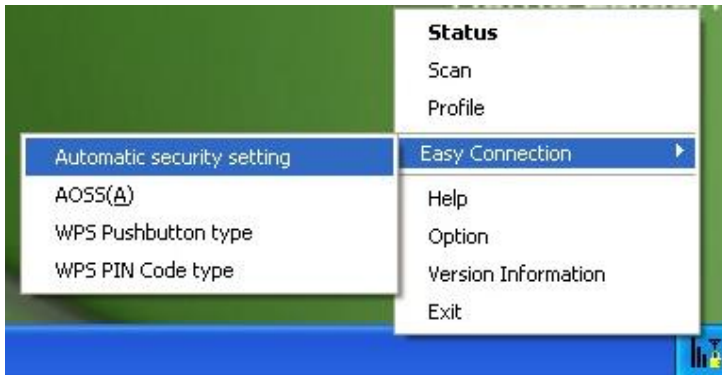 Status
Scan
Profile
Easy Connection
Automatic security setting
AOSS(A)
WPS Pushbutton type
WPS PIN Code type
Help
Option
Version Information
Exit